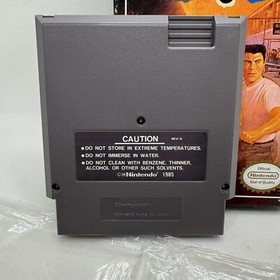 CAUTION REV-A
• DO NOT STORE IN EXTREME TEMPERATURES.
• DO NOT IMMERSE IN WATER.
• DO NOT CLEAN WITH BENZENE, THINNER,
ALCOHOL OR OTHER SUCH SOLVENTS.
©Nintendo 1985
Nintendo
Official
Seal of Quality